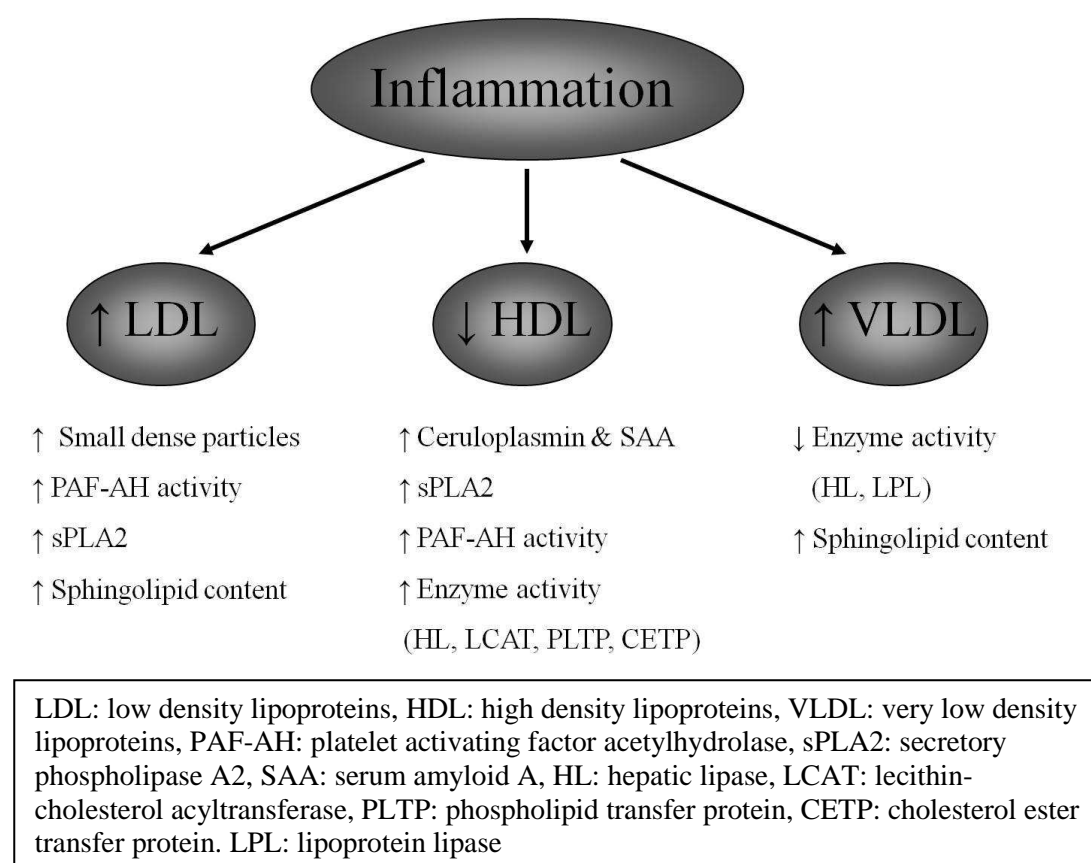 Inflammation
↑ LDL
↓ HDL
↑ VLDL
↑ Small dense particles
↑ PAF-AH activity
↑ sPLA2
↑ Sphingolipid content
↑ Ceruloplasmin & SAA
↑ sPLA2
↑ PAF-AH activity
↑ Enzyme activity
(HL, LCAT, PLTP, CETP)
↓ Enzyme activity
(HL, LPL)
↑ Sphingolipid content
LDL: low density lipoproteins, HDL: high density lipoproteins, VLDL: very low density
lipoproteins, PAF-AH: platelet activating factor acetylhydrolase, sPLA2: secretory
phospholipase A2, SAA: serum amyloid A, HL: hepatic lipase, LCAT: lecithin-
cholesterol acyltransferase, PLTP: phospholipid transfer protein, CETP: cholesterol ester
transfer protein. LPL: lipoprotein lipase